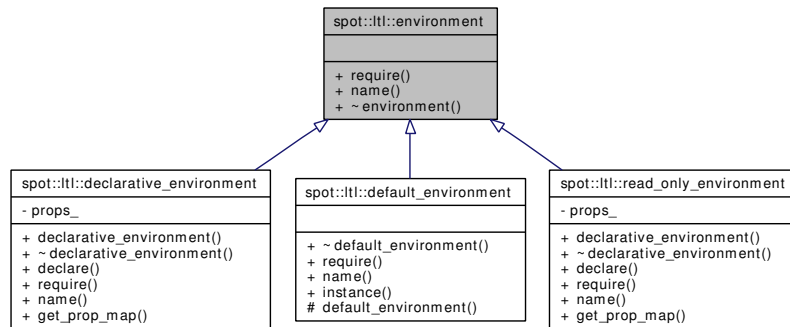 spot::ltl::environment
+ require()
+ name()
+ ~environment()
spot::ltl::declarative_environment
- props_
+ declarative_environment()
+ ~declarative_environment()
+ declare()
+ require()
+ name()
+ get_prop_map()
spot::ltl::default_environment
+ ~default_environment()
+ require()
+ name()
+ instance()
# default_environment()
spot::ltl::read_only_environment
- props_
+ declarative_environment()
+ ~declarative_environment()
+ declare()
+ require()
+ name()
+ get_prop_map()